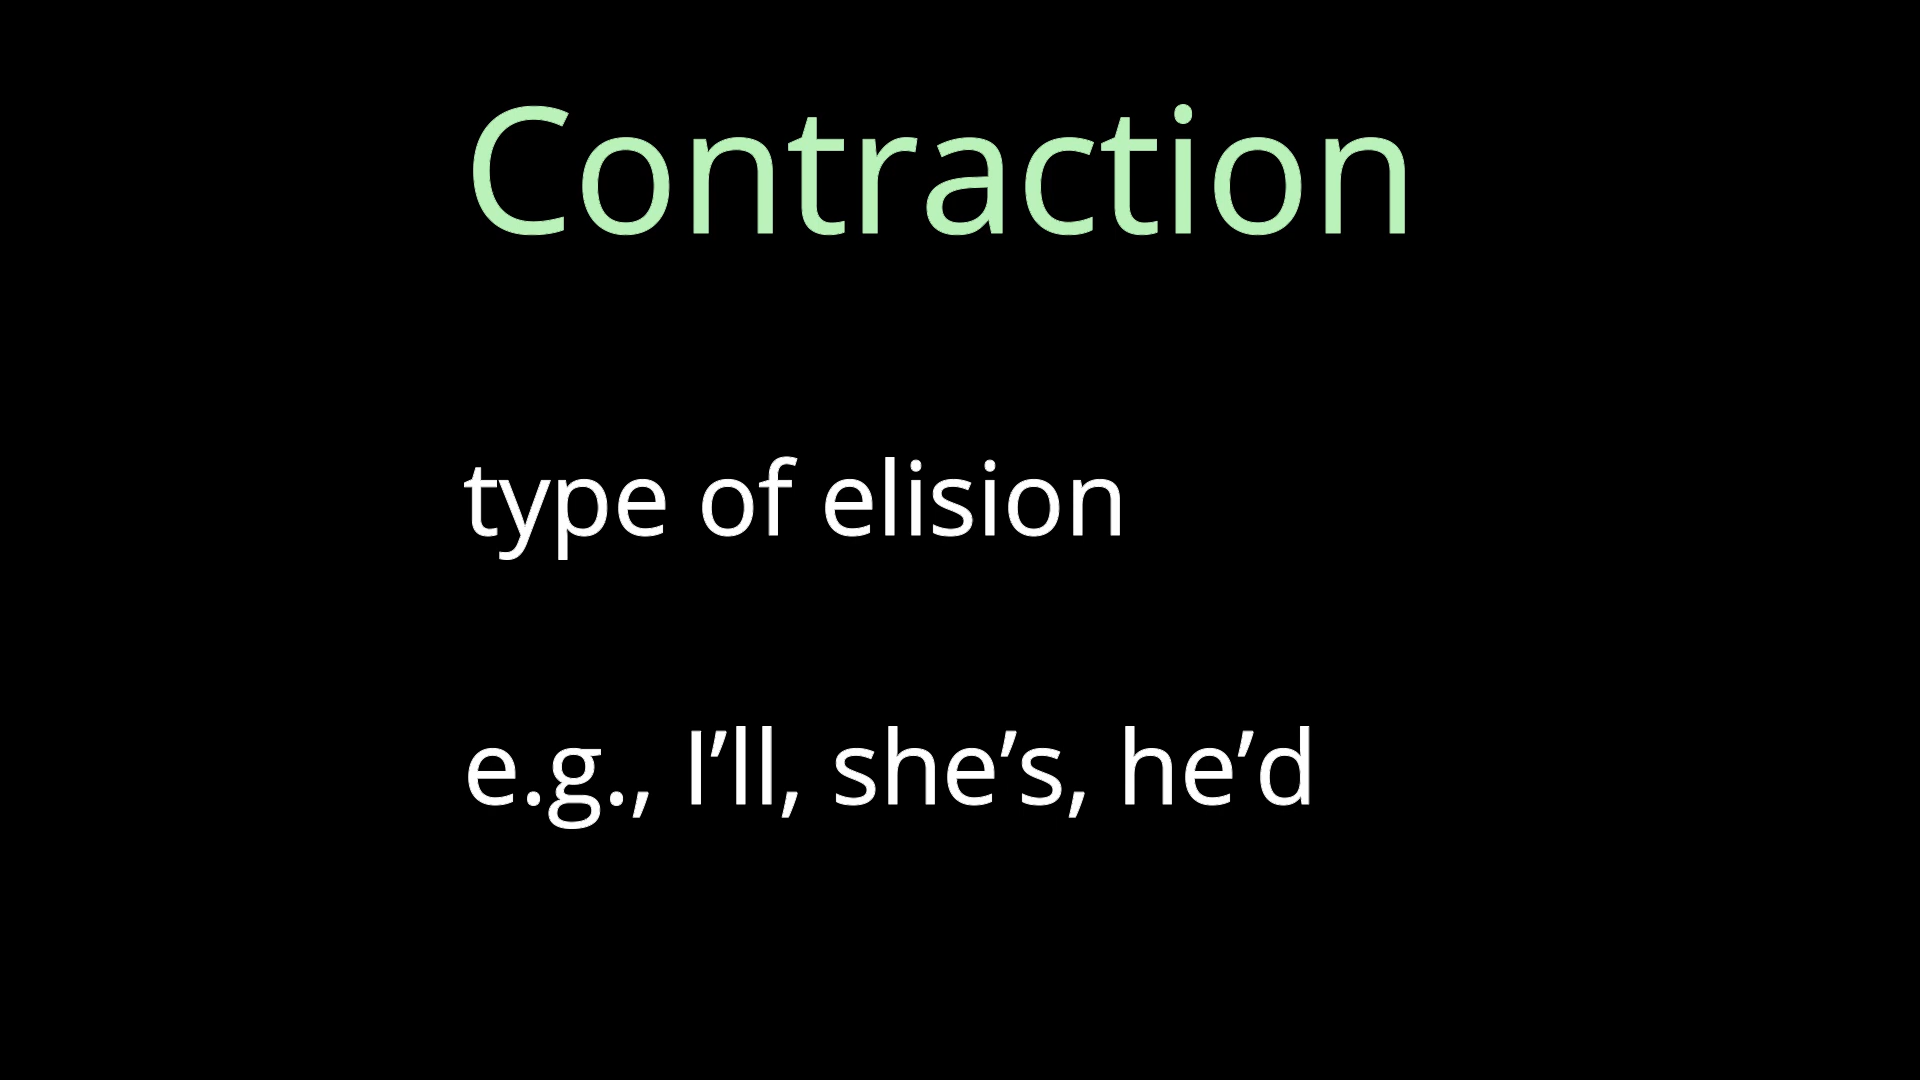 Contraction
type of elision
e.g., I’ll, she’s, he’d